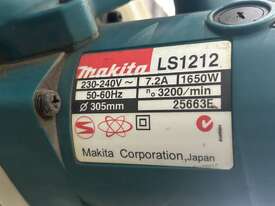 makita LS1212
230-240V ~ 7.2A 1650W
50-60Hz n₀ 3200/min
Ø 305mm 25663E
Makita Corporation, Japan